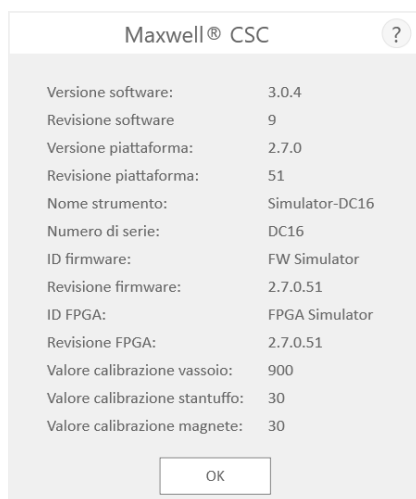 Maxwell® CSC
?
Versione software: 3.0.4
Revisione software 9
Versione piattaforma: 2.7.0
Revisione piattaforma: 51
Nome strumento: Simulator-DC16
Numero di serie: DC16
ID firmware: FW Simulator
Revisione firmware: 2.7.0.51
ID FPGA: FPGA Simulator
Revisione FPGA: 2.7.0.51
Valore calibrazione vassoio: 900
Valore calibrazione stantuffo: 30
Valore calibrazione magnete: 30
OK